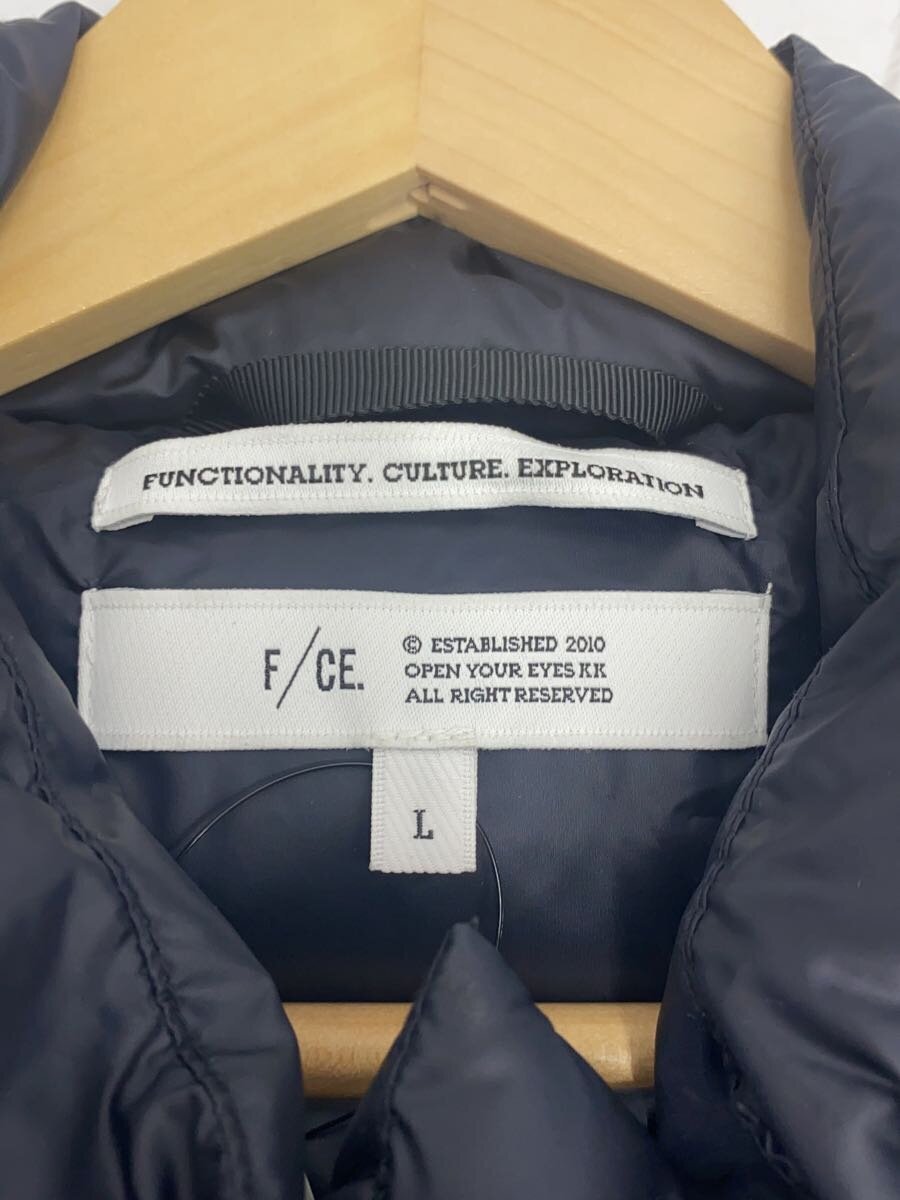 FUNCTIONALITY. CULTURE. EXPLORATION
F/CE.
© ESTABLISHED 2010
OPEN YOUR EYES KK
ALL RIGHT RESERVED
L